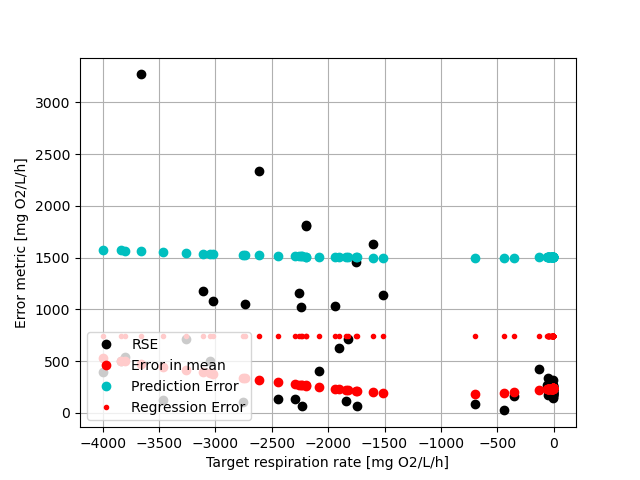 3000
2500
2000
1500
1000
500
0
Error metric [mg O2/L/h]
RSE
Error in mean
Prediction Error
Regression Error
−4000 −3500 −3000 −2500 −2000 −1500 −1000 −500 0
Target respiration rate [mg O2/L/h]